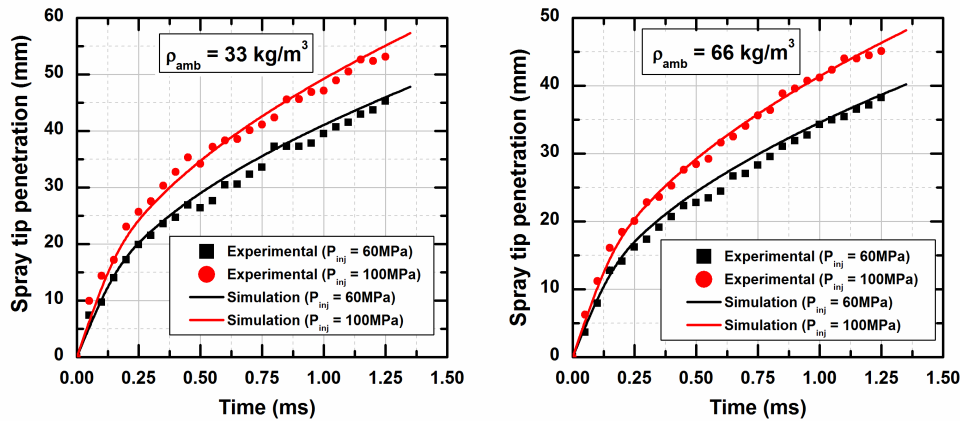 60
50
40
30
20
10
0
Spray tip penetration (mm)
ρamb = 33 kg/m³
Experimental (Pinj = 60MPa)
Experimental (Pinj = 100MPa)
Simulation (Pinj = 60MPa)
Simulation (Pinj = 100MPa)
0.00 0.25 0.50 0.75 1.00 1.25 1.50
Time (ms)
50
40
30
20
10
0
Spray tip penetration (mm)
ρamb = 66 kg/m³
Experimental (Pinj = 60MPa)
Experimental (Pinj = 100MPa)
Simulation (Pinj = 60MPa)
Simulation (Pinj = 100MPa)
0.00 0.25 0.50 0.75 1.00 1.25 1.50
Time (ms)